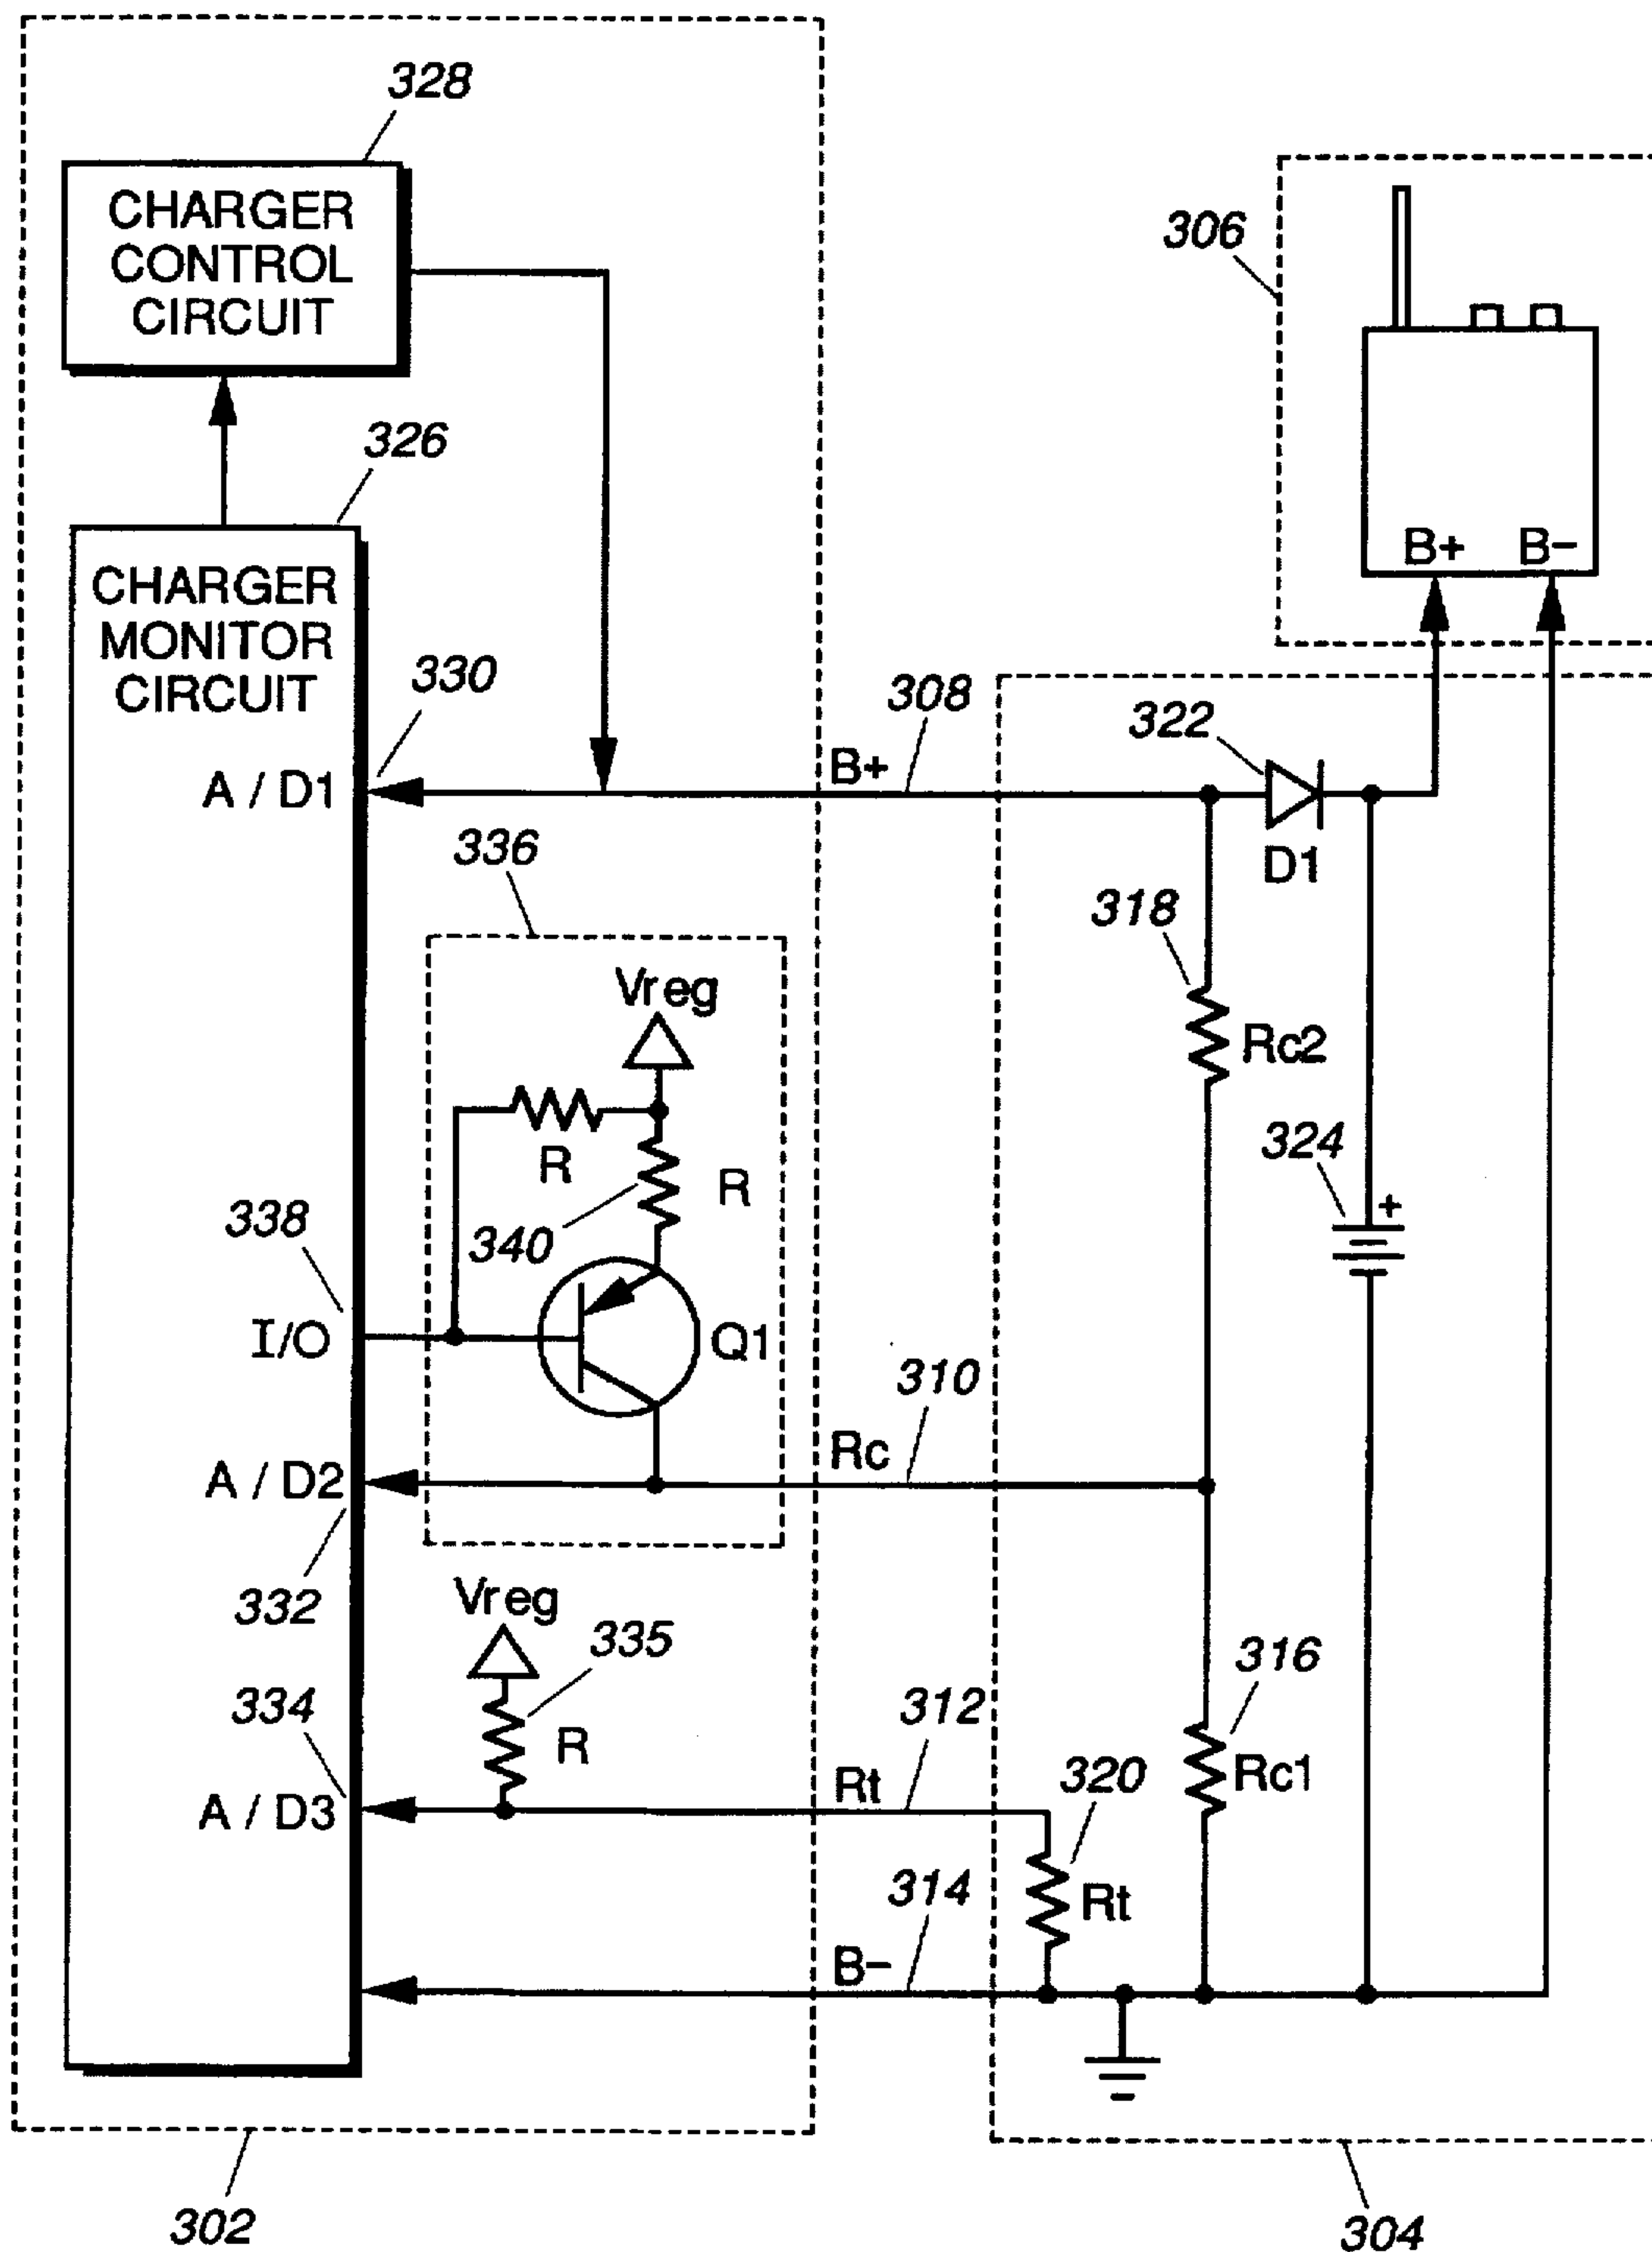 328
CHARGER
CONTROL
CIRCUIT
306
326
B+ B−
CHARGER
MONITOR
CIRCUIT
330
308
322
A / D1
B+
D1
336
318
Vreg
Rc2
R
R
324
+
338
340
I/O
Q1
310
Rc
A / D2
332
Vreg
335
316
334
312
R
Rt
320
Rc1
A / D3
314
Rt
B−
302
304